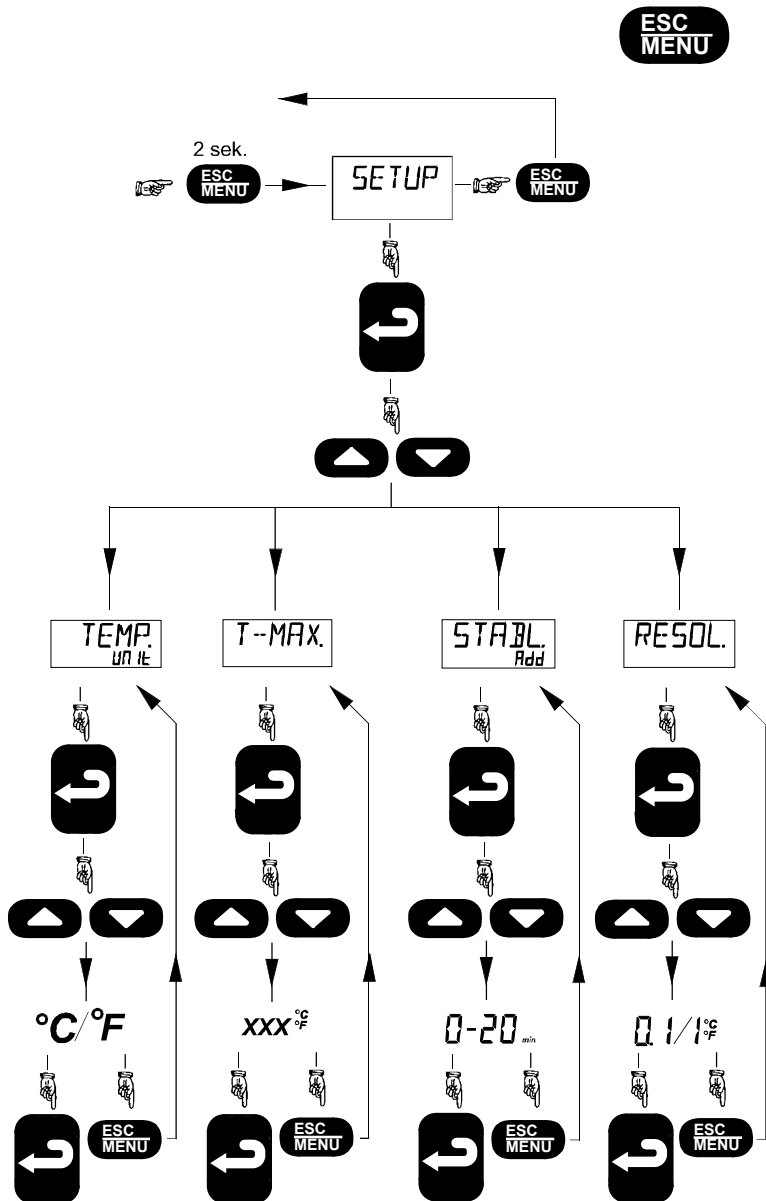 ESC
MENU
2 sek.
ESC
MENU
SETUP
ESC
MENU
TEMP.
unit
T-MAX.
STABL.
Add
RESOL.
°C/°F
XXX °C
°F
0-20 min
0.1/1 °C
°F
ESC
MENU
ESC
MENU
ESC
MENU
ESC
MENU